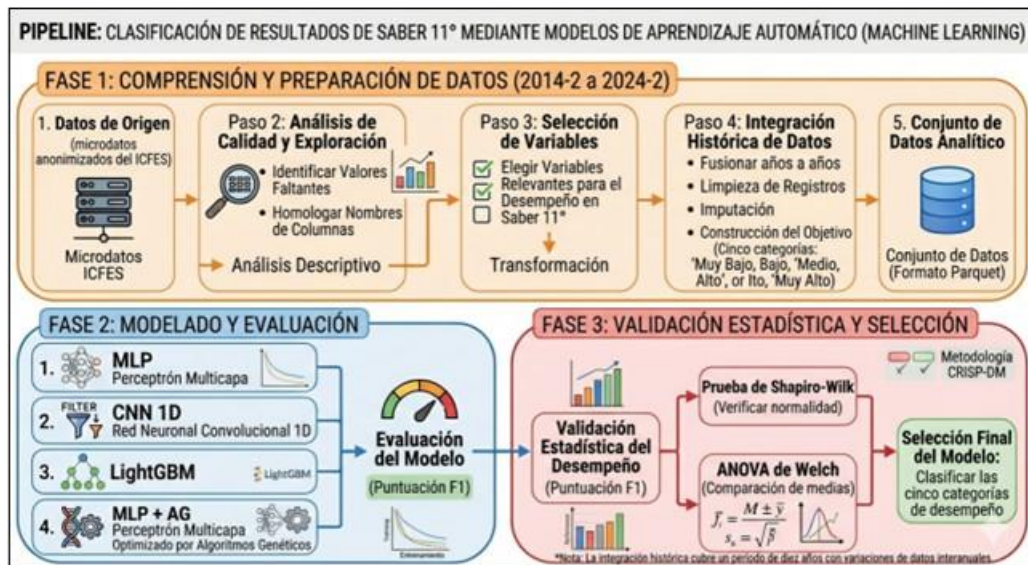 PIPELINE: CLASIFICACIÓN DE RESULTADOS DE SABER 11° MEDIANTE MODELOS DE APRENDIZAJE AUTOMÁTICO (MACHINE LEARNING)
FASE 1: COMPRENSIÓN Y PREPARACIÓN DE DATOS (2014-2 a 2024-2)
1. Datos de Origen
(microdatos
anonimizados del ICFES)
Microdatos
ICFES
Paso 2: Análisis de
Calidad y Exploración
• Identificar Valores
Faltantes
• Homologar Nombres
de Columnas
Análisis Descriptivo
Paso 3: Selección
de Variables
Elegir Variables
Relevantes para el
Desempeño en
Saber 11°
Transformación
Paso 4: Integración
Histórica de Datos
• Fusionar años a años
• Limpieza de Registros
• Imputación
• Construcción del Objetivo
(Cinco categorías:
'Muy Bajo, Bajo, 'Medio,
Alto', or Ito, 'Muy Alto)
5. Conjunto de
Datos Analítico
Conjunto de Datos
(Formato Parquet)
FASE 2: MODELADO Y EVALUACIÓN
1. MLP
Perceptrón Multicapa
2. FILTER CNN 1D
Red Neuronal Convolucional 1D
3. LightGBM
LightGBM
4. MLP + AG
Perceptrón Multicapa
Optimizado por Algoritmos Genéticos
Evaluación
del Modelo
(Puntuación F1)
Entrenamiento
FASE 3: VALIDACIÓN ESTADÍSTICA Y SELECCIÓN
Metodología
CRISP-DM
Validación
Estadística del
Desempeño
(Puntuación F1)
Prueba de Shapiro-Wilk
(Verificar normalidad)
ANOVA de Welch
(Comparación de medias)
Selección Final
del Modelo:
Clasificar las
cinco categorías
de desempeño
*Nota: La integración histórica cubre un período de diez años con variaciones de datos interanuales.